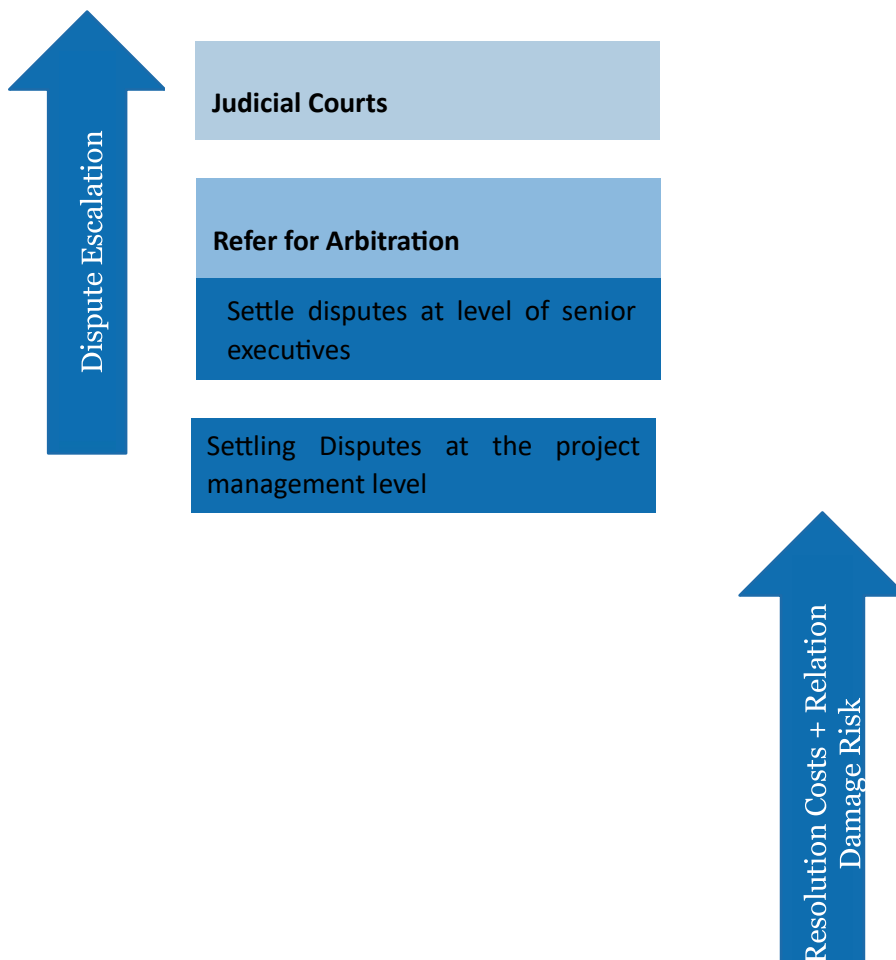 Judicial Courts
Dispute Escalation
Refer for Arbitration
Settle disputes at level of senior
executives
Settling Disputes at the project
management level
Resolution Costs + Relation
Damage Risk